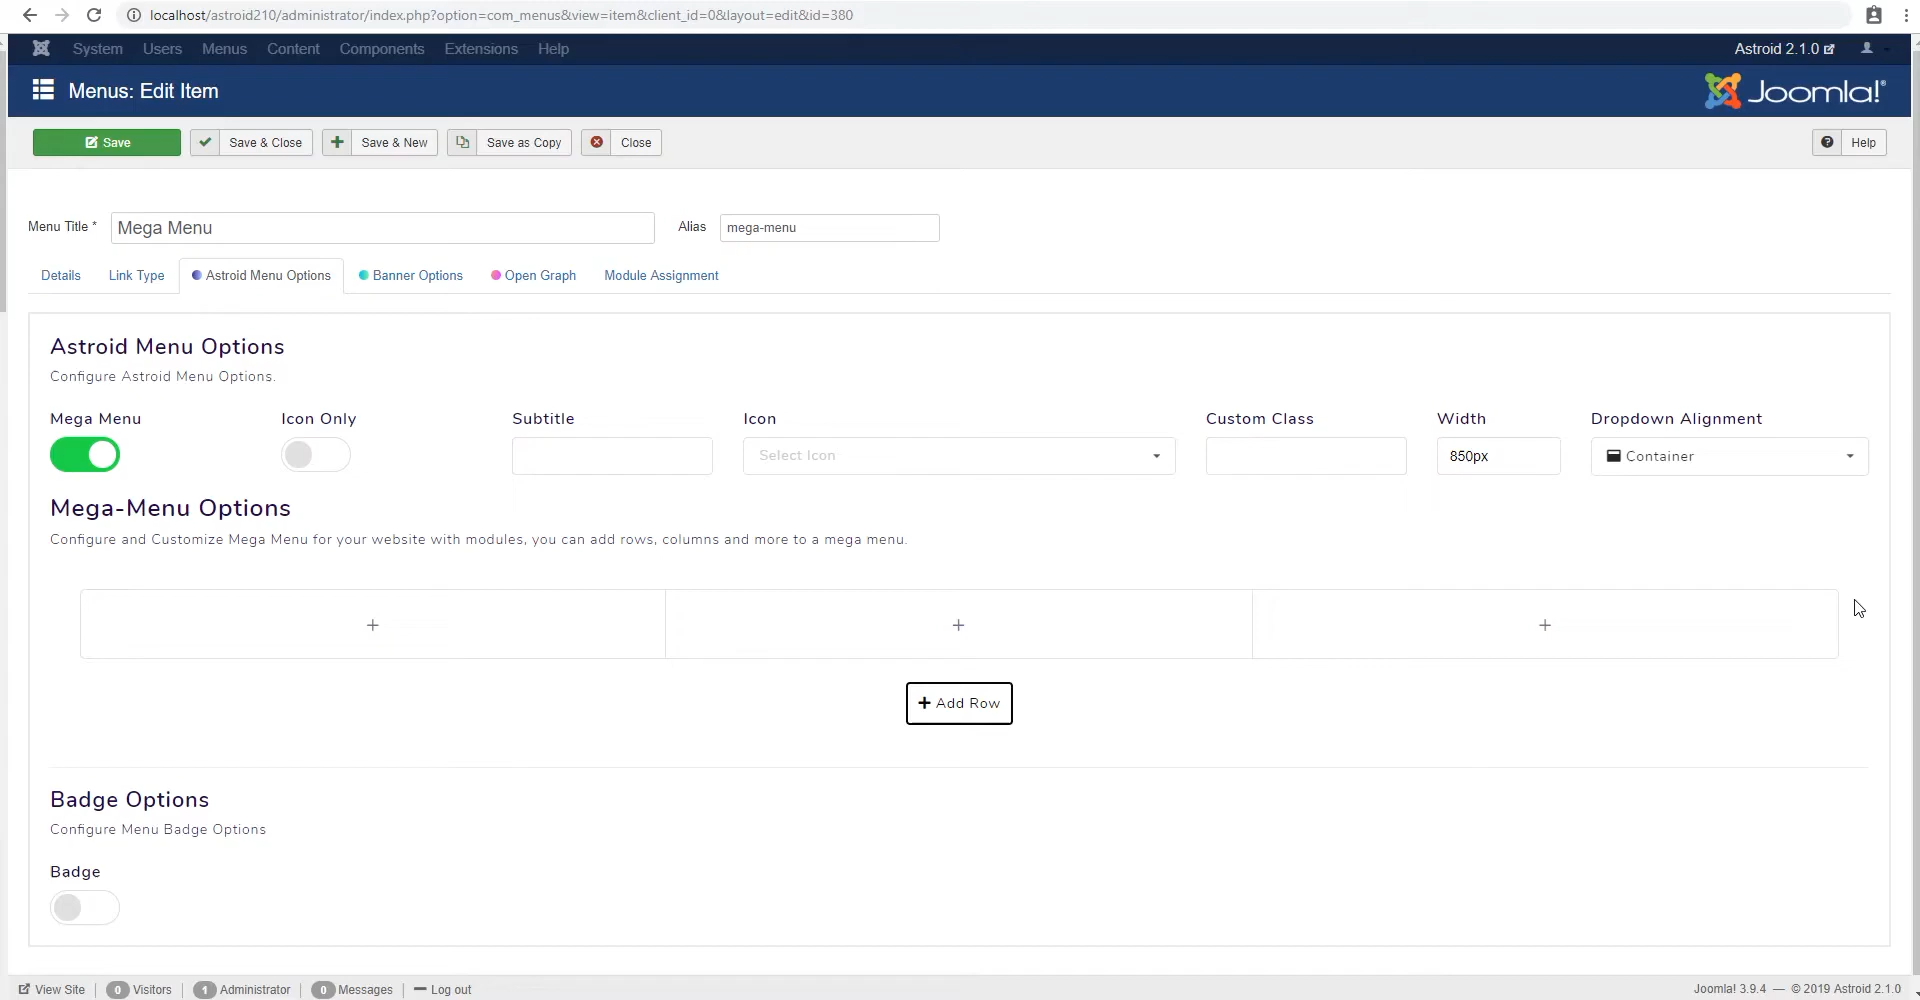 localhost/astroid210/administrator/index.php?option=com_menus&view=item&client_id=0&layout=edit&id=380
System Users Menus Content Components Extensions Help Astroid 2.1.0
Menus: Edit Item Joomla!®
Save Save & Close Save & New Save as Copy Close Help
Menu Title * Mega Menu Alias mega-menu
Details Link Type Astroid Menu Options Banner Options Open Graph Module Assignment
Astroid Menu Options
Configure Astroid Menu Options.
Mega Menu Icon Only Subtitle Icon Custom Class Width Dropdown Alignment
Select Icon 850px Container
Mega-Menu Options
Configure and Customize Mega Menu for your website with modules, you can add rows, columns and more to a mega menu.
+ + +
+ Add Row
Badge Options
Configure Menu Badge Options
Badge
View Site 0 Visitors 1 Administrator 0 Messages Log out Joomla! 3.9.4 — © 2019 Astroid 2.1.0